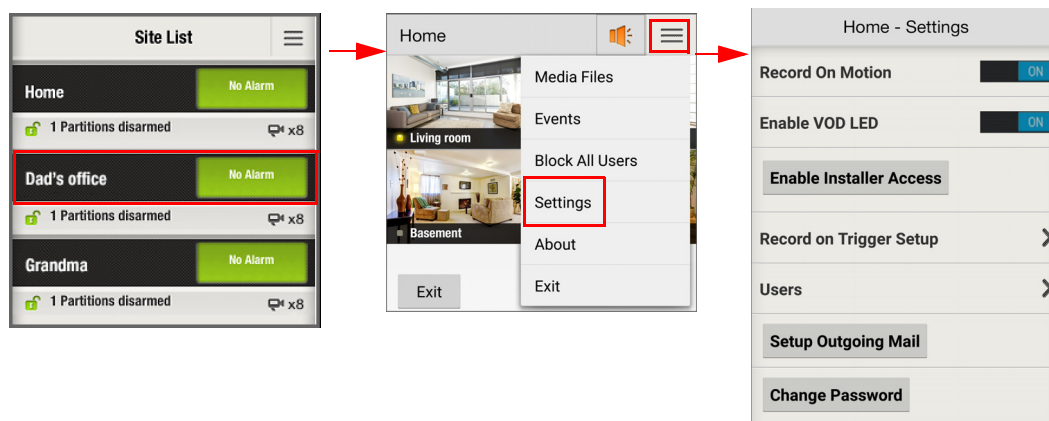 Site List
Home
No Alarm
1 Partitions disarmed
x8
Dad's office
No Alarm
1 Partitions disarmed
x8
Grandma
No Alarm
1 Partitions disarmed
x8
Home
Media Files
Events
Living room
Block All Users
Settings
Basement
About
Exit
Exit
Home - Settings
Record On Motion
ON
Enable VOD LED
ON
Enable Installer Access
Record on Trigger Setup
Users
Setup Outgoing Mail
Change Password